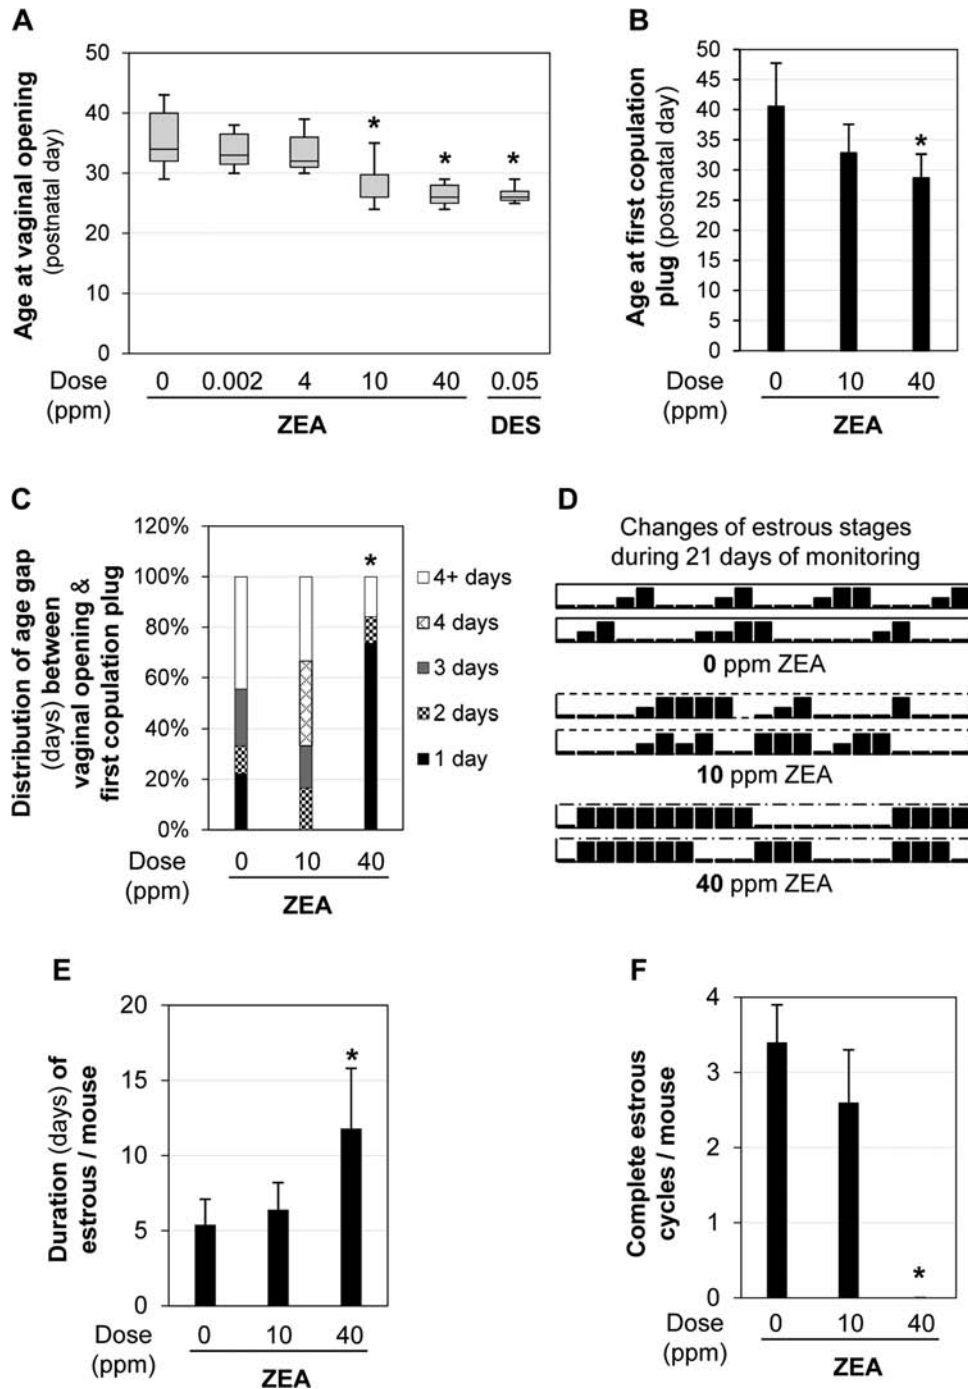 A
Age at vaginal opening
(postnatal day)
50
40
30
20
10
0
*
*
*
Dose
(ppm)
0 0.002 4 10 40 0.05
ZEA DES
B
Age at first copulation
plug (postnatal day)
50
45
40
35
30
25
20
15
10
5
0
*
Dose
(ppm)
0 10 40
ZEA
C
Distribution of age gap
(days) between
vaginal opening &
first copulation plug
120%
100%
80%
60%
40%
20%
0%
*
4+ days
4 days
3 days
2 days
1 day
Dose
(ppm)
0 10 40
ZEA
D
Changes of estrous stages
during 21 days of monitoring
0 ppm ZEA
10 ppm ZEA
40 ppm ZEA
E
Duration (days) of
estrous / mouse
20
15
10
5
0
*
Dose
(ppm)
0 10 40
ZEA
F
Complete estrous
cycles / mouse
4
3
2
1
0
*
Dose
(ppm)
0 10 40
ZEA